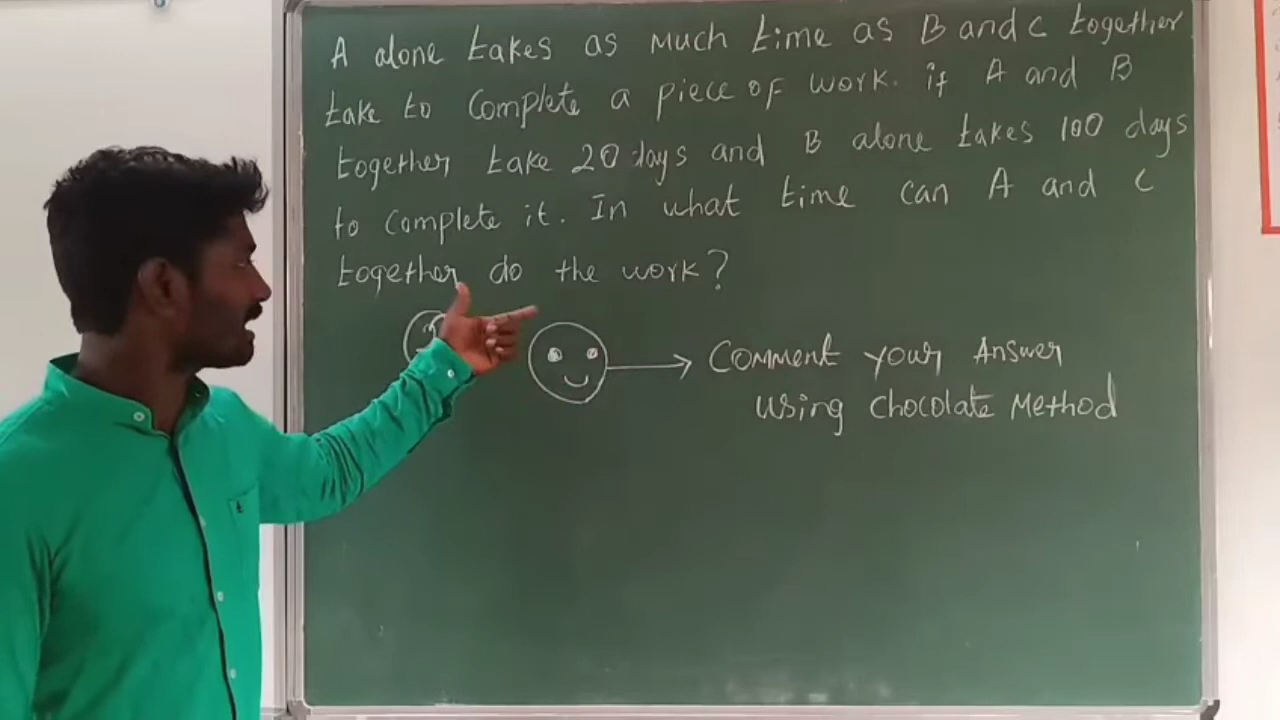 A alone takes as much time as B and C together
take to complete a piece of work. if A and B
together take 20 days and B alone takes 100 days
to complete it. In what time can A and C
together do the work?
Comment your Answer
using chocolate Method